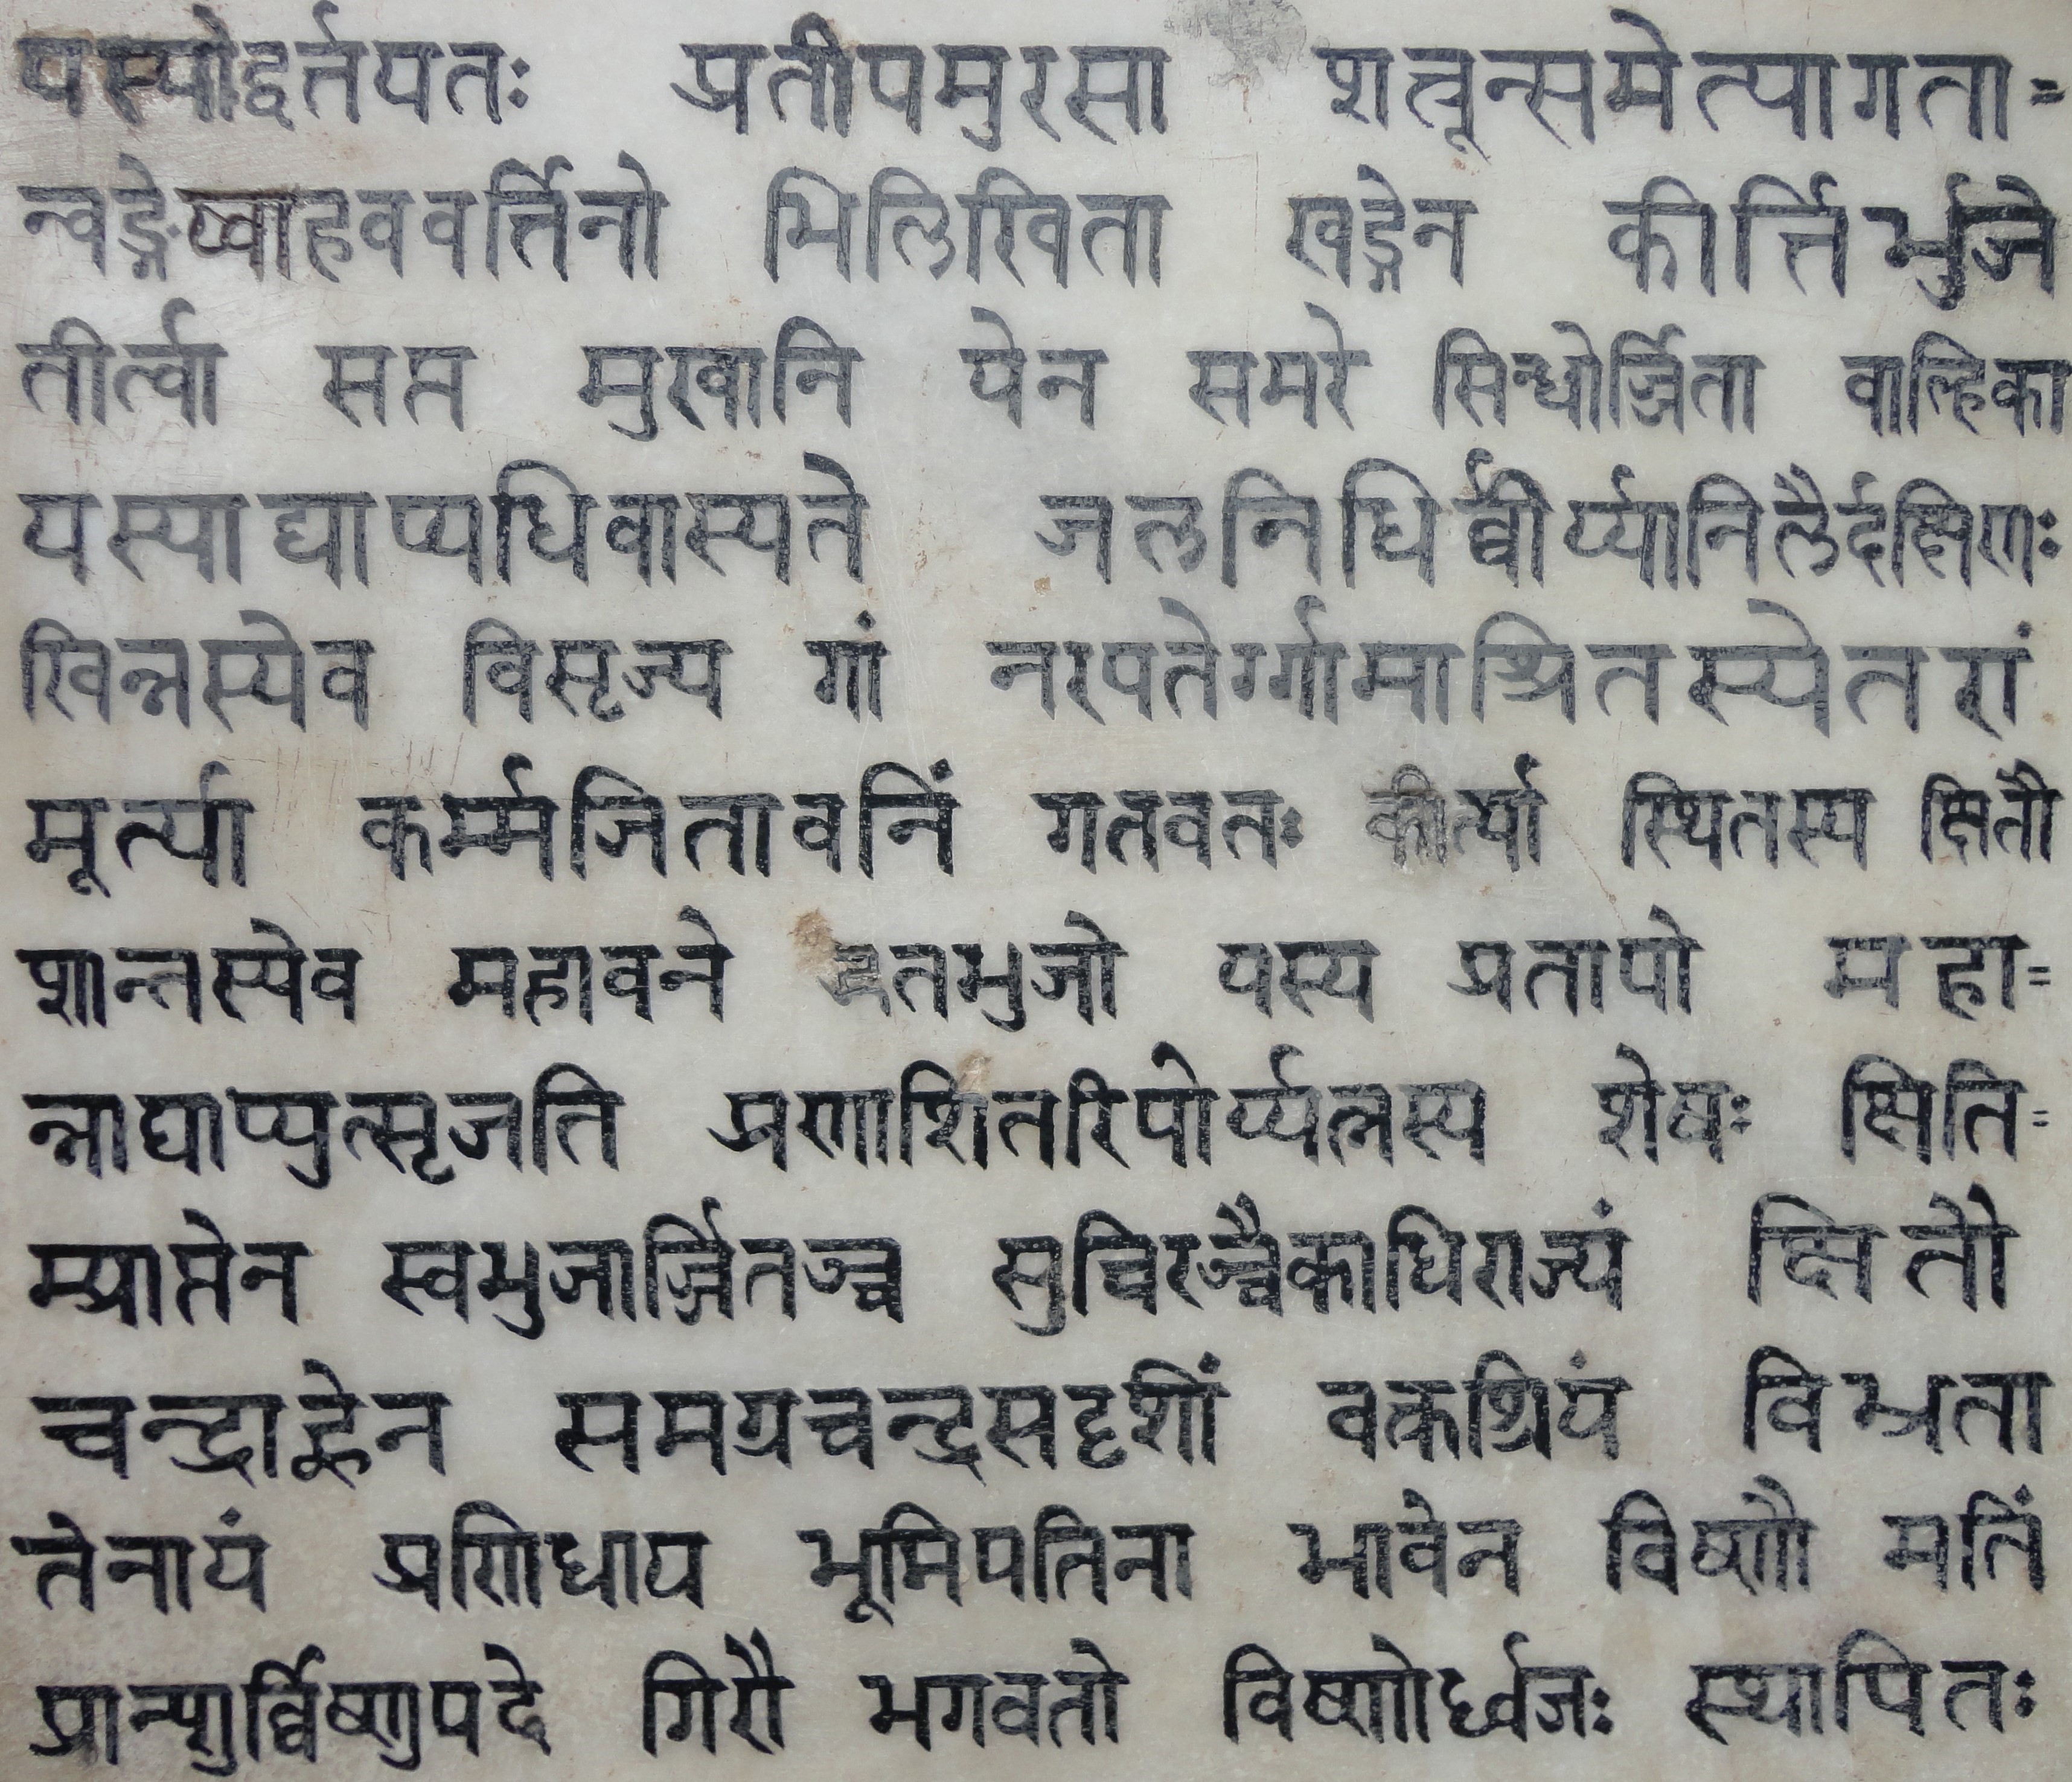 यस्योद्वर्तयतः प्रतीपमुरसा शत्त्रून्समेत्यागता=
न्वङ्गेष्वाहववर्त्तिनो भिलिखिता खड्गेन कीर्त्तिर्भुजे
तीर्त्वा सप्त मुखानि येन समरे सिन्धोर्ज्जिता वाल्हिका
यस्याद्याप्यधिवास्यते जलनिधिर्व्वीर्य्यानिलैर्दक्षिणः
खिन्नस्येव विसृज्य गां नरपतेर्ग्गामाश्रितस्येतरां
मूर्त्या कर्म्मजितावनिं गतवतः कीर्त्या स्थितस्य क्षितौ
शान्तस्येव महावने हुतभुजो यस्य प्रतापो महा=
न्नाद्याप्युत्सृजति प्रणाशितरिपोर्य्यत्नस्य शेषः क्षिति=
म्प्राप्तेन स्वभुजार्ज्जितञ्च सुचिरञ्चैकाधिराज्यं क्षितौ
चन्द्राह्वेन समग्रचन्द्रसदृशीं वक्त्रश्रियं विभ्रता
तेनायं प्रणिधाय भूमिपतिना भावेन विष्णौ मतिं
प्रान्शुर्व्विष्णुपदे गिरौ भगवतो विष्णोर्ध्वजः स्थापितः